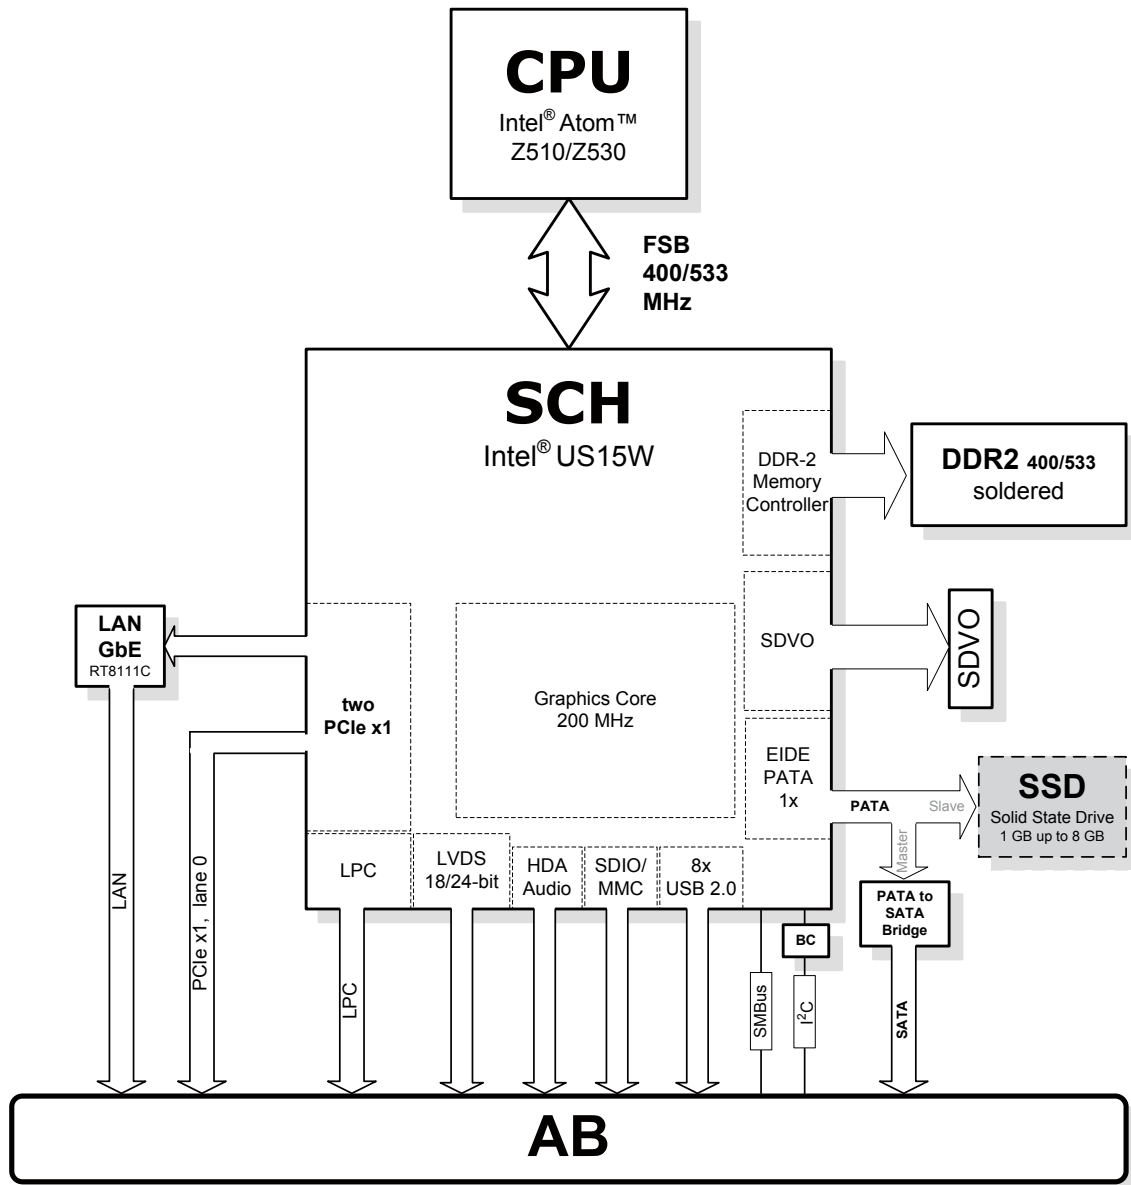 CPU
Intel® Atom™
Z510/Z530
FSB
400/533
MHz
SCH
Intel® US15W
DDR-2
Memory
Controller
DDR2 400/533
soldered
LAN
GbE
RT8111C
two
PCIe x1
Graphics Core
200 MHz
SDVO
SDVO
EIDE
PATA
1x
PATA
Slave
Master
SSD
Solid State Drive
1 GB up to 8 GB
LPC
LVDS
18/24-bit
HDA
Audio
SDIO/
MMC
8x
USB 2.0
PATA to
SATA
Bridge
BC
LAN
PCIe x1, lane 0
LPC
SMBus
I²C
SATA
AB